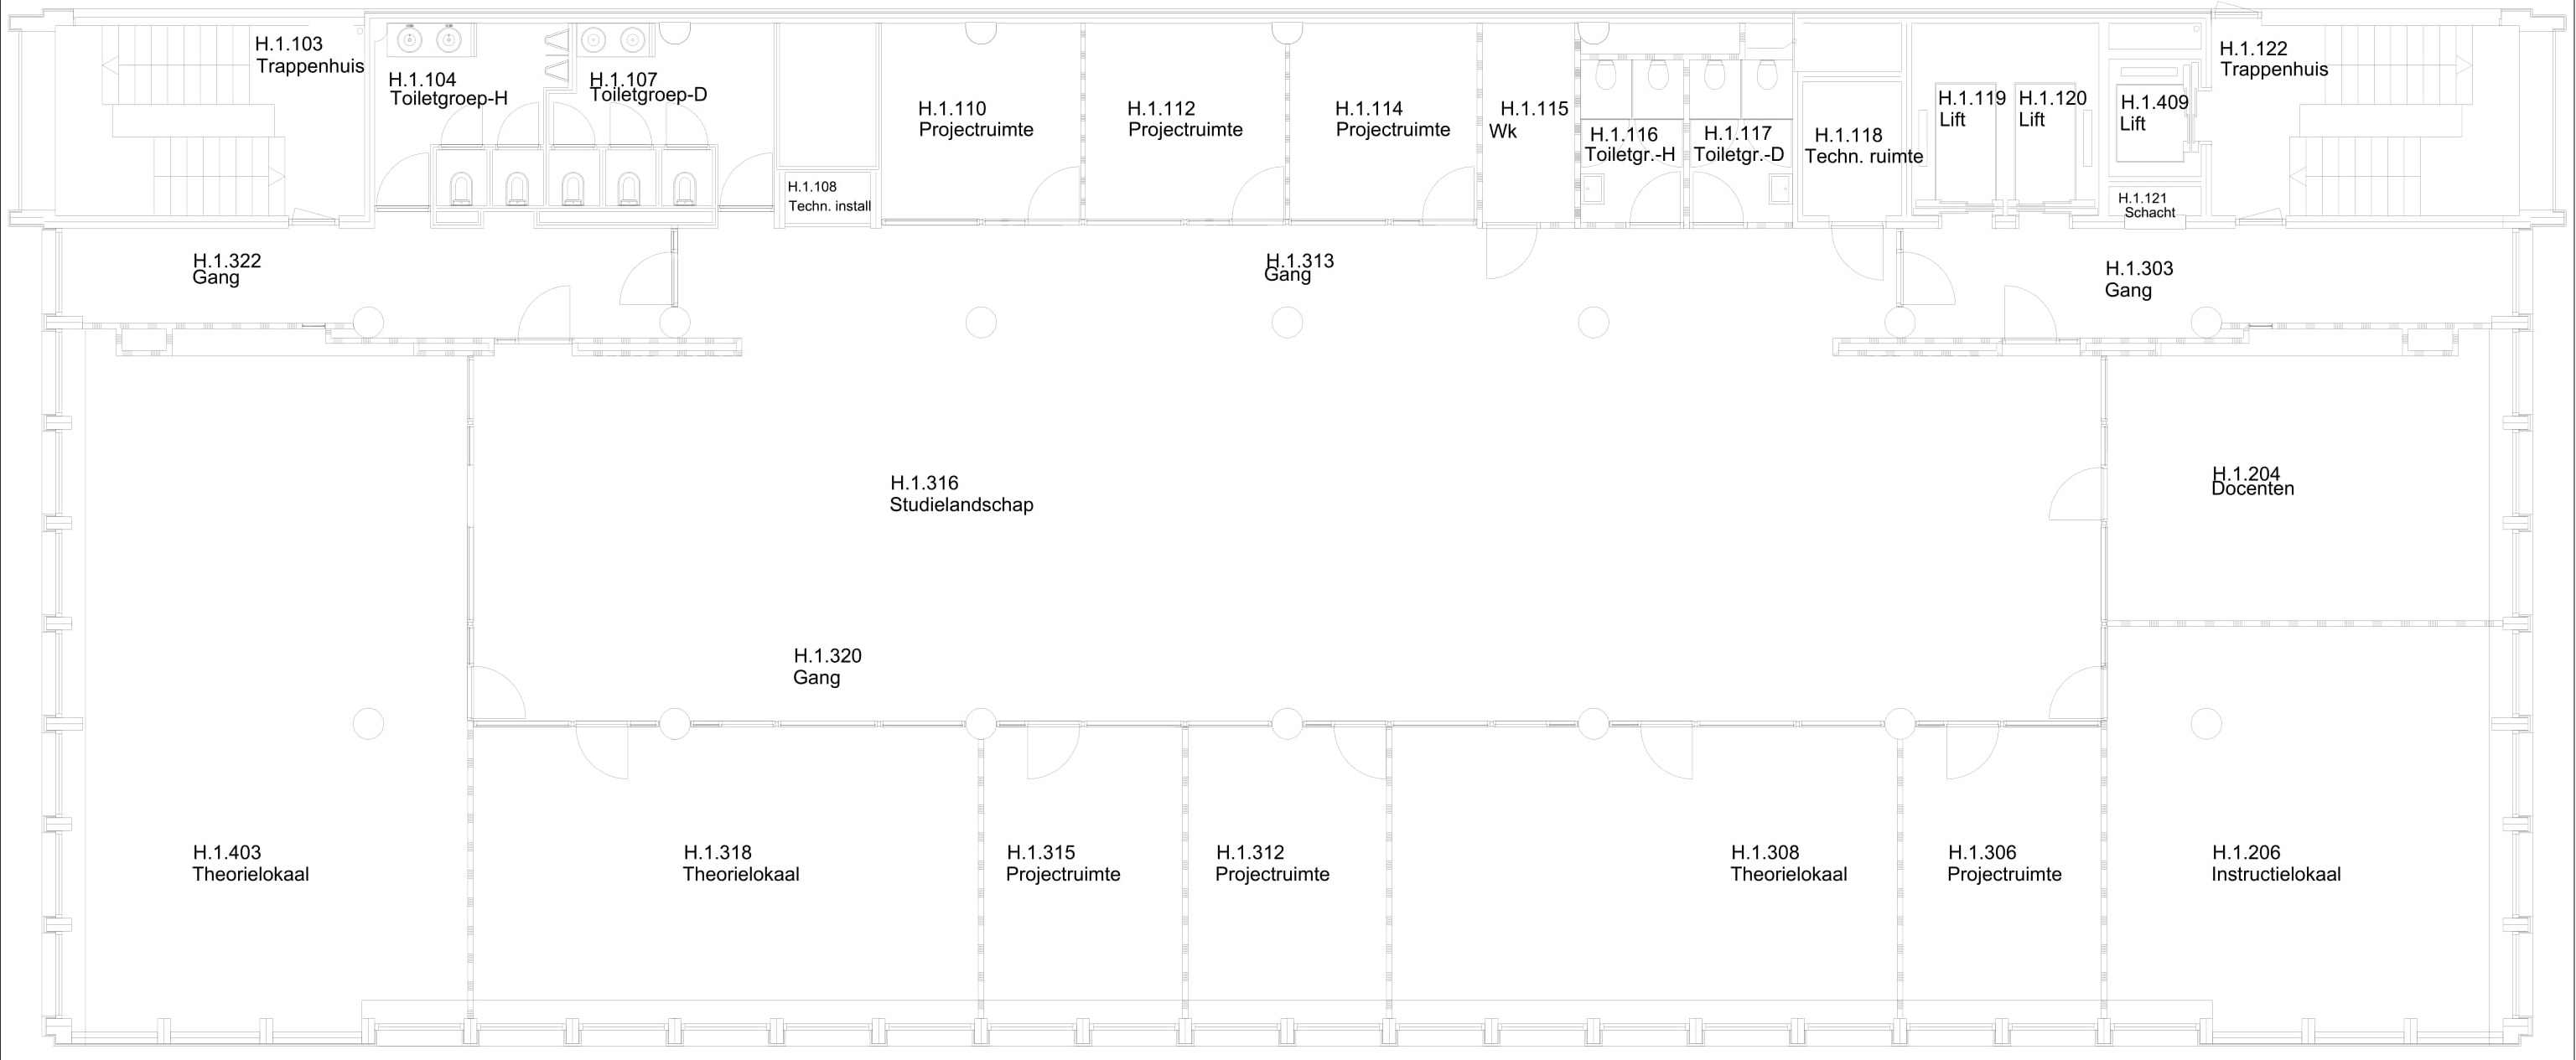 H.1.103
Trappenhuis
H.1.104
Toiletgroep-H
H.1.107
Toiletgroep-D
H.1.108
Techn. install
H.1.110
Projectruimte
H.1.112
Projectruimte
H.1.114
Projectruimte
H.1.115
Wk
H.1.116
Toiletgr.-H
H.1.117
Toiletgr.-D
H.1.118
Techn. ruimte
H.1.119
Lift
H.1.120
Lift
H.1.409
Lift
H.1.121
Schacht
H.1.122
Trappenhuis
H.1.322
Gang
H.1.313
Gang
H.1.303
Gang
H.1.316
Studielandschap
H.1.204
Docenten
H.1.320
Gang
H.1.403
Theorielokaal
H.1.318
Theorielokaal
H.1.315
Projectruimte
H.1.312
Projectruimte
H.1.308
Theorielokaal
H.1.306
Projectruimte
H.1.206
Instructielokaal